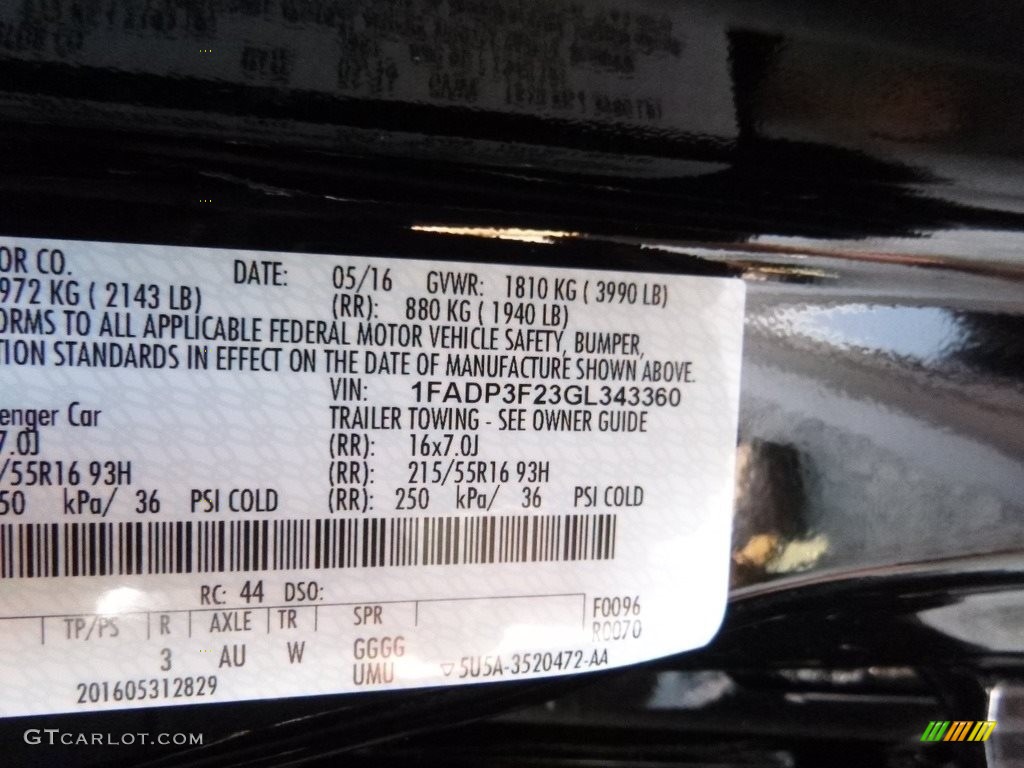 OR CO. DATE: 05/16 GVWR: 1810 KG ( 3990 LB)
972 KG ( 2143 LB) (RR): 880 KG ( 1940 LB)
ORMS TO ALL APPLICABLE FEDERAL MOTOR VEHICLE SAFETY, BUMPER,
TION STANDARDS IN EFFECT ON THE DATE OF MANUFACTURE SHOWN ABOVE.
VIN: 1FADP3F23GL343360
enger Car TRAILER TOWING - SEE OWNER GUIDE
7.0J (RR): 16x7.0J
/55R16 93H (RR): 215/55R16 93H
50 kPa/ 36 PSI COLD (RR): 250 kPa/ 36 PSI COLD
RC: 44 DSO:
TP/PS R AXLE TR SPR F0096
R0070
3 AU W GGGG
UMU ▽5U5A-3520472-AA
201605312829
GTCARLOT.COM